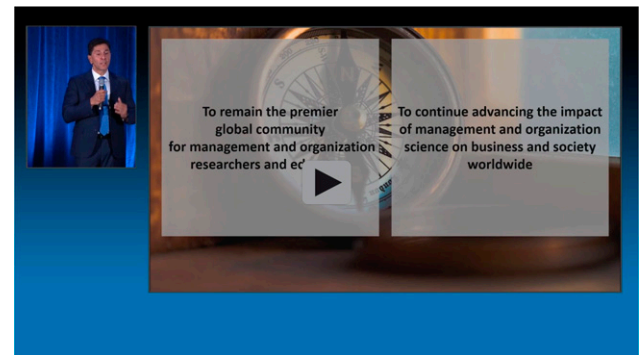 To remain the premier
global community
for management and organization
researchers and
To continue advancing the impact
of management and organization
science on business and society
worldwide